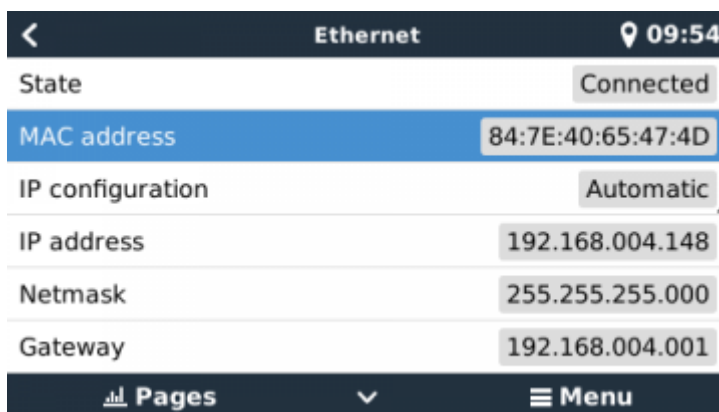 Ethernet 09:54
State Connected
MAC address 84:7E:40:65:47:4D
IP configuration Automatic
IP address 192.168.004.148
Netmask 255.255.255.000
Gateway 192.168.004.001
Pages Menu